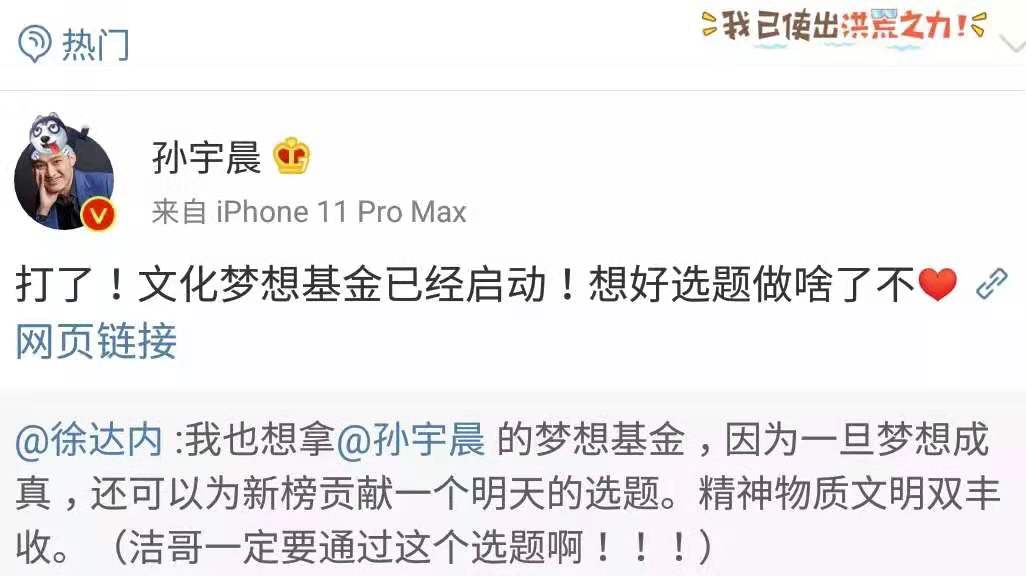 我已使出洪荒之力!
热门
孙宇晨
来自 iPhone 11 Pro Max
打了！文化梦想基金已经启动！想好选题做啥了不❤️
网页链接
@徐达内 :我也想拿@孙宇晨 的梦想基金，因为一旦梦想成
真，还可以为新榜贡献一个明天的选题。精神物质文明双丰
收。（洁哥一定要通过这个选题啊！！！）